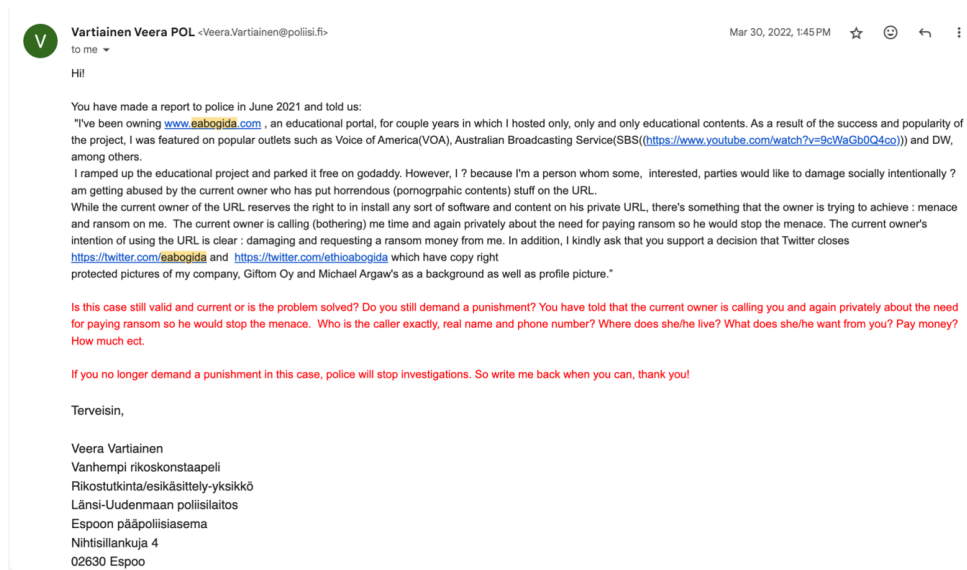 V
Vartiainen Veera POL <Veera.Vartiainen@poliisi.fi>
Mar 30, 2022, 1:45 PM
to me
Hi!
You have made a report to police in June 2021 and told us:
"I've been owning www.eabogida.com , an educational portal, for couple years in which I hosted only, only and only educational contents. As a result of the success and popularity of
the project, I was featured on popular outlets such as Voice of America(VOA), Australian Broadcasting Service(SBS((https://www.youtube.com/watch?v=9cWaGb0Q4co))) and DW,
among others.
I ramped up the educational project and parked it free on godaddy. However, I ? because I'm a person whom some, interested, parties would like to damage socially intentionally ?
am getting abused by the current owner who has put horrendous (pornogrpahic contents) stuff on the URL.
While the current owner of the URL reserves the right to in install any sort of software and content on his private URL, there's something that the owner is trying to achieve : menace
and ransom on me. The current owner is calling (bothering) me time and again privately about the need for paying ransom so he would stop the menace. The current owner's
intention of using the URL is clear : damaging and requesting a ransom money from me. In addition, I kindly ask that you support a decision that Twitter closes
https://twitter.com/eabogida and https://twitter.com/ethioabogida which have copy right
protected pictures of my company, Giftom Oy and Michael Argaw's as a background as well as profile picture."
Is this case still valid and current or is the problem solved? Do you still demand a punishment? You have told that the current owner is calling you and again privately about the need
for paying ransom so he would stop the menace. Who is the caller exactly, real name and phone number? Where does she/he live? What does she/he want from you? Pay money?
How much ect.
If you no longer demand a punishment in this case, police will stop investigations. So write me back when you can, thank you!
Terveisin,
Veera Vartiainen
Vanhempi rikoskonstaapeli
Rikostutkinta/esikäsittely-yksikkö
Länsi-Uudenmaan poliisilaitos
Espoon pääpoliisiasema
Nihtisillankuja 4
02630 Espoo